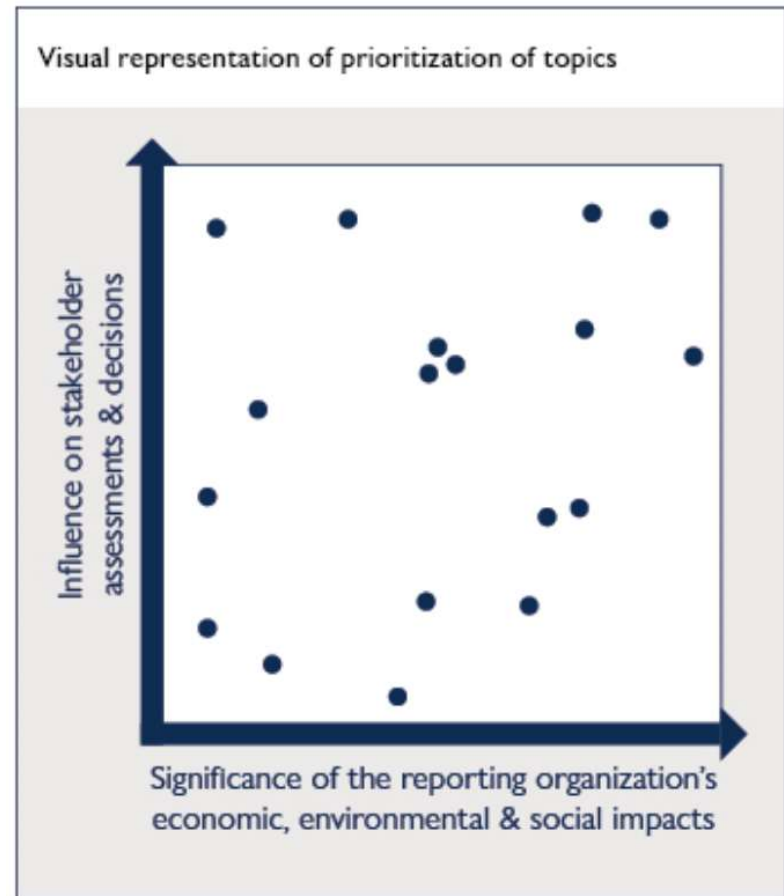 Visual representation of prioritization of topics
Influence on stakeholder
assessments & decisions
Significance of the reporting organization's
economic, environmental & social impacts